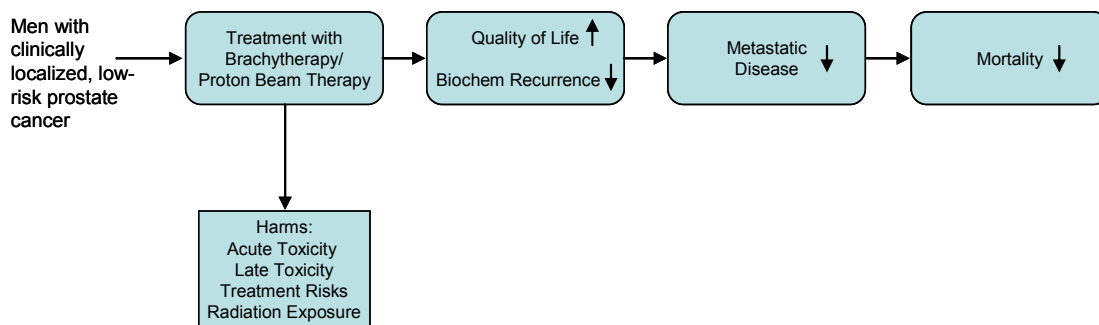 Men with
clinically
localized, low-
risk prostate
cancer
Treatment with
Brachytherapy/
Proton Beam Therapy
Quality of Life
Biochem Recurrence
Metastatic
Disease
Mortality
Harms:
Acute Toxicity
Late Toxicity
Treatment Risks
Radiation Exposure